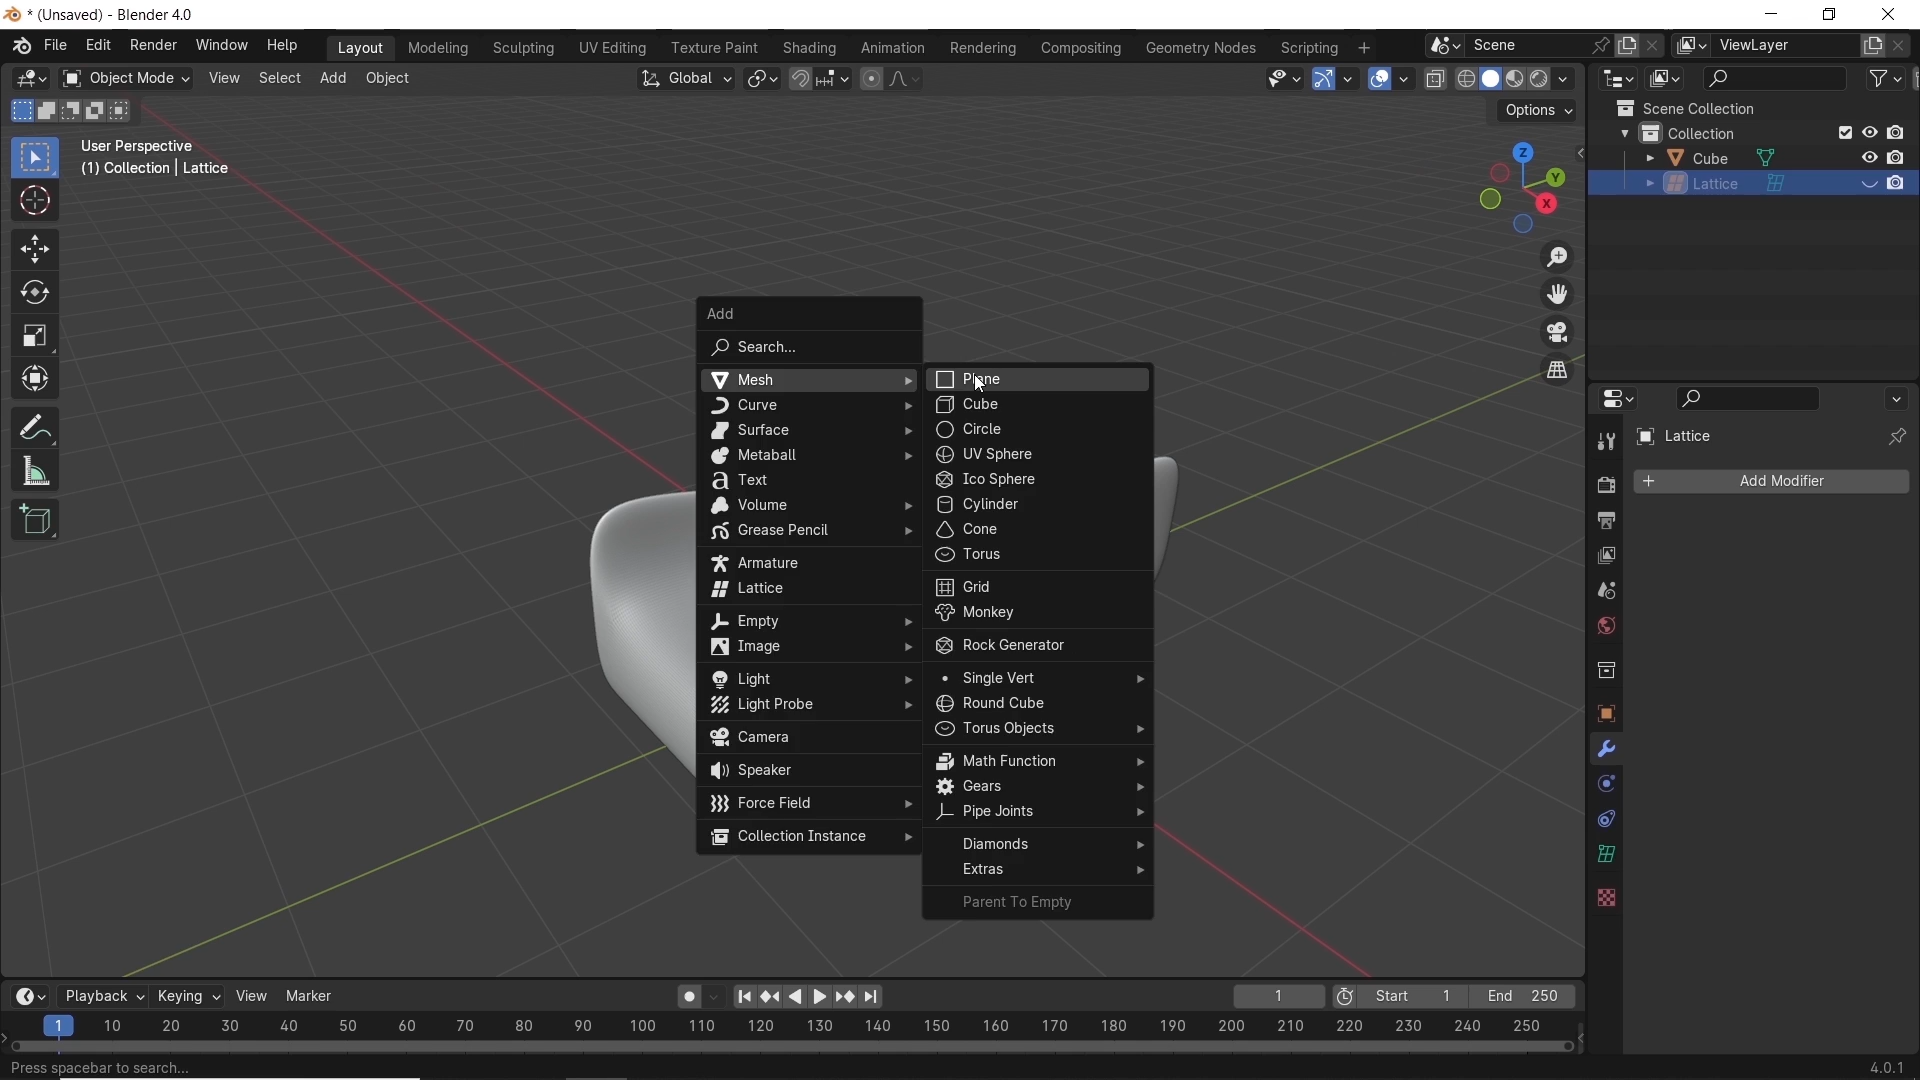 * (Unsaved) - Blender 4.0
File Edit Render Window Help Layout Modeling Sculpting UV Editing Texture Paint Shading Animation Rendering Compositing Geometry Nodes Scripting + Scene ViewLayer
Object Mode View Select Add Object Global
Options
User Perspective
(1) Collection | Lattice
Z
Y
X
Scene Collection
Collection
Cube
Lattice
Lattice
+ Add Modifier
Add
Search...
Mesh
Curve
Surface
Metaball
Text
Volume
Grease Pencil
Armature
Lattice
Empty
Image
Light
Light Probe
Camera
Speaker
Force Field
Collection Instance
Plane
Cube
Circle
UV Sphere
Ico Sphere
Cylinder
Cone
Torus
Grid
Monkey
Rock Generator
Single Vert
Round Cube
Torus Objects
Math Function
Gears
Pipe Joints
Diamonds
Extras
Parent To Empty
Playback Keying View Marker 1 Start 1 End 250
1 10 20 30 40 50 60 70 80 90 100 110 120 130 140 150 160 170 180 190 200 210 220 230 240 250
Press spacebar to search... 4.0.1